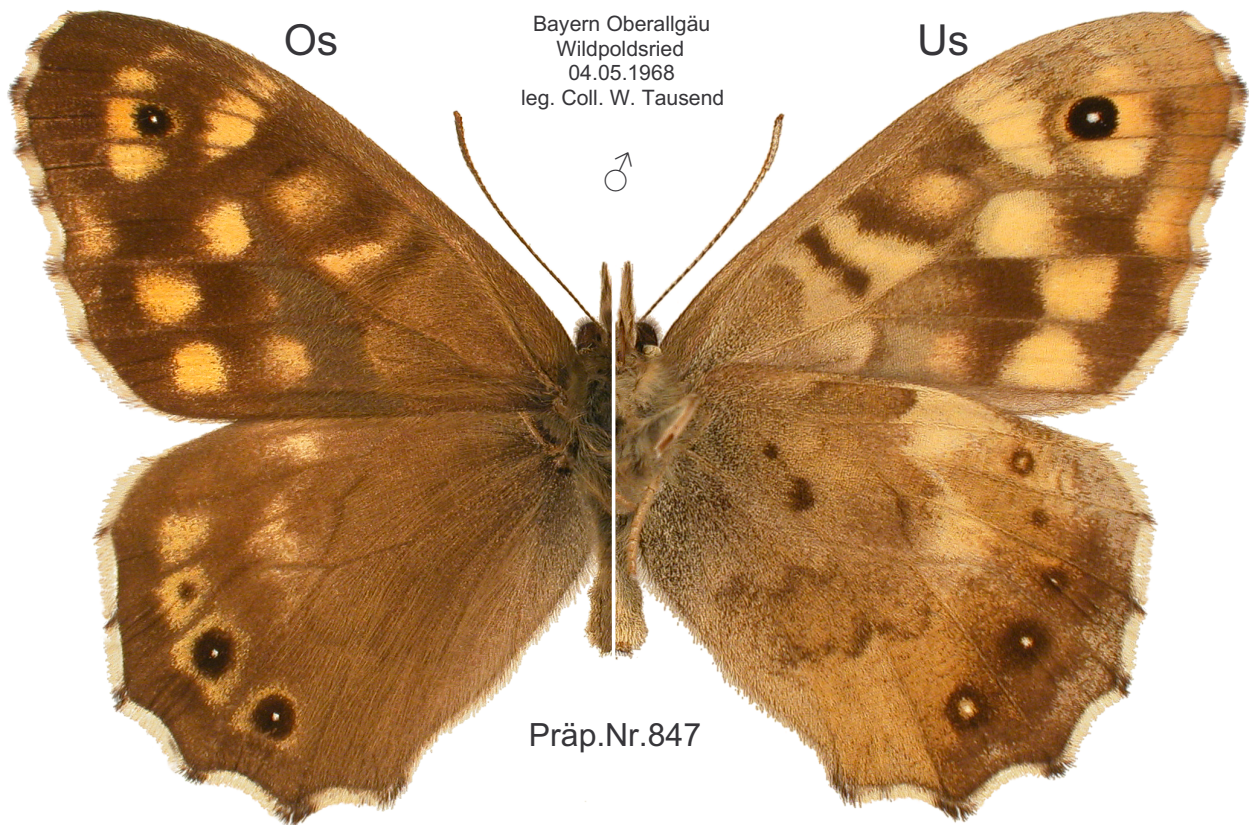 Os
Bayern Oberallgäu
Wildpoldsried
04.05.1968
leg. Coll. W. Tausend
Us
♂
Präp.Nr.847